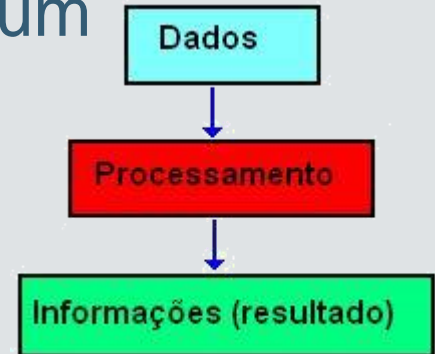 um
Dados
Processamento
Informações (resultado)